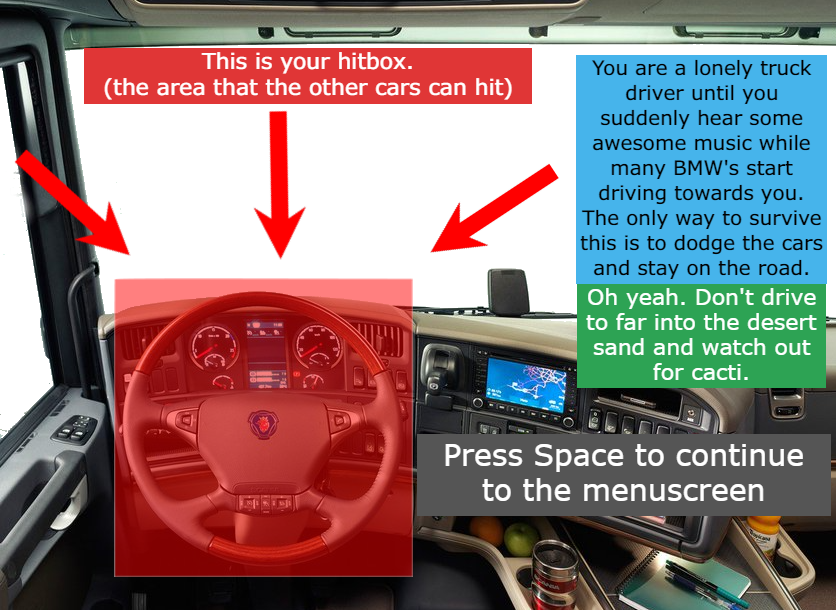 This is your hitbox.
(the area that the other cars can hit)
You are a lonely truck
driver until you
suddenly hear some
awesome music while
many BMW's start
driving towards you.
The only way to survive
this is to dodge the cars
and stay on the road.
Oh yeah. Don't drive
to far into the desert
sand and watch out
for cacti.
Press Space to continue
to the menuscreen